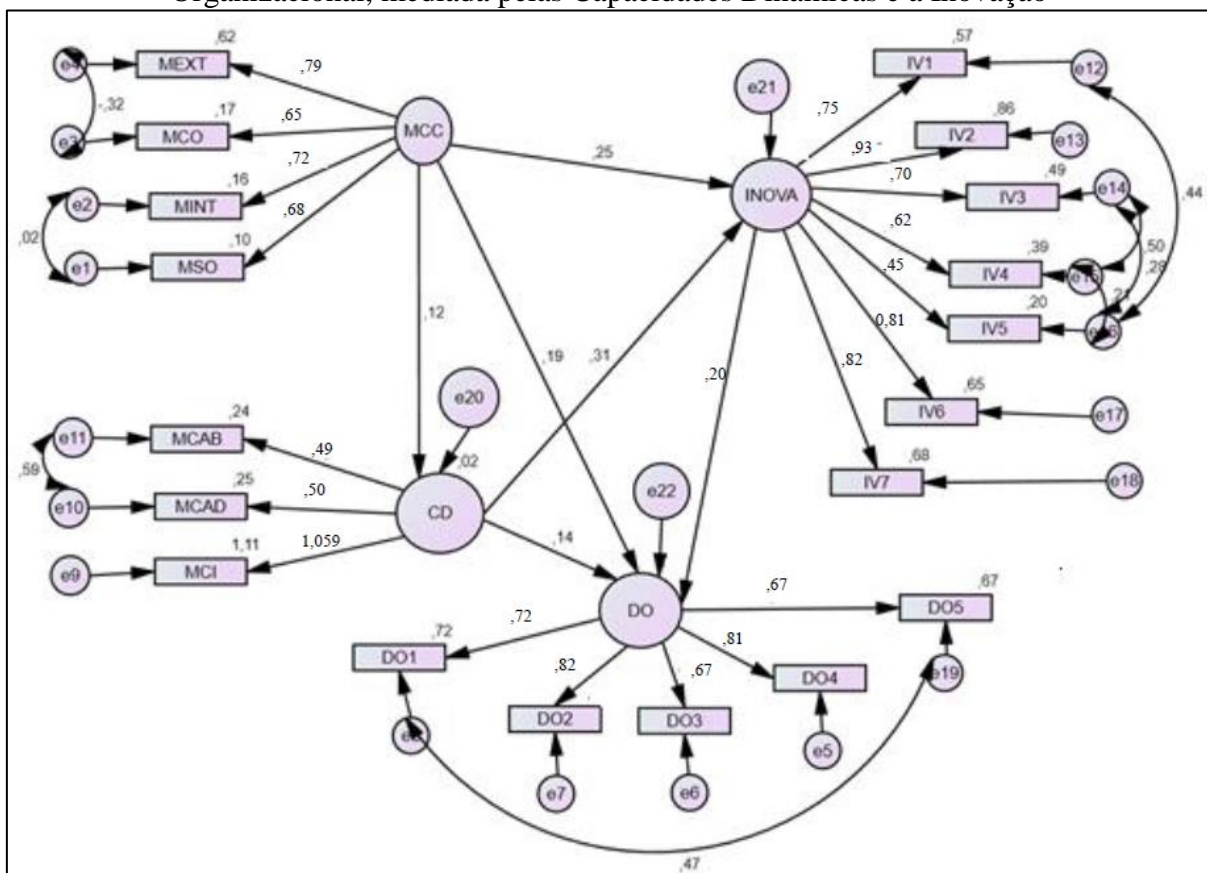 Organizacional, mediada pelas Capacidades Dinâmicas e a Inovação
,62
MEXT
e4
,79
-,32
,17
MCO
e3
,65
MCC
,16
MINT
e2
,72
,02
,10
MSO
e1
,68
,25
e21
INOVA
,57
IV1
e12
,75
,86
IV2
e13
,93
,49
IV3
e14
,70
,44
,50
,28
,39
IV4
,62
,20
IV5
,45
,21
0,81
,65
IV6
e17
,82
,68
IV7
e18
,12
,19
,31
,20
e20
,02
CD
,24
MCAB
e11
,49
,59
,25
MCAD
e10
,50
1,11
MCI
e9
1,059
,14
e22
DO
,72
DO1
,72
,82
DO2
e7
,67
DO3
e6
,81
DO4
e5
,67
,67
DO5
e19
,47